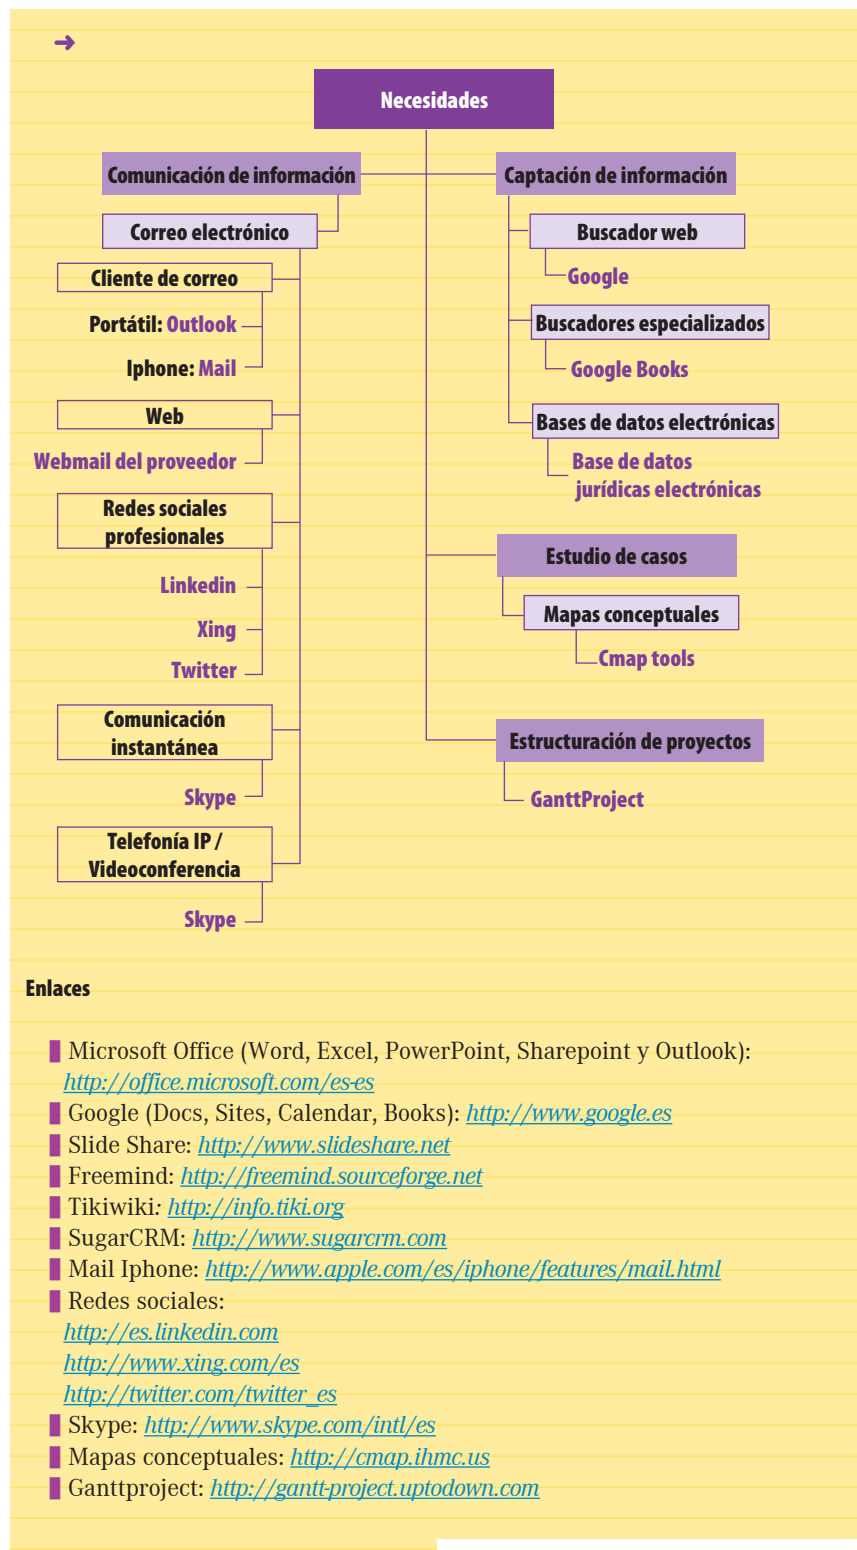 ➜
Necesidades
Comunicación de información
Correo electrónico
Cliente de correo
Portátil: Outlook
Iphone: Mail
Web
Webmail del proveedor
Redes sociales
profesionales
Linkedin
Xing
Twitter
Comunicación
instantánea
Skype
Telefonía IP /
Videoconferencia
Skype
Captación de información
Buscador web
Google
Buscadores especializados
Google Books
Bases de datos electrónicas
Base de datos
jurídicas electrónicas
Estudio de casos
Mapas conceptuales
Cmap tools
Estructuración de proyectos
GanttProject
Enlaces
Microsoft Office (Word, Excel, PowerPoint, Sharepoint y Outlook):
http://office.microsoft.com/es-es
Google (Docs, Sites, Calendar, Books): http://www.google.es
Slide Share: http://www.slideshare.net
Freemind: http://freemind.sourceforge.net
Tikiwiki: http://info.tiki.org
SugarCRM: http://www.sugarcrm.com
Mail Iphone: http://www.apple.com/es/iphone/features/mail.html
Redes sociales:
http://es.linkedin.com
http://www.xing.com/es
http://twitter.com/twitter_es
Skype: http://www.skype.com/intl/es
Mapas conceptuales: http://cmap.ihmc.us
Ganttproject: http://gantt-project.uptodown.com